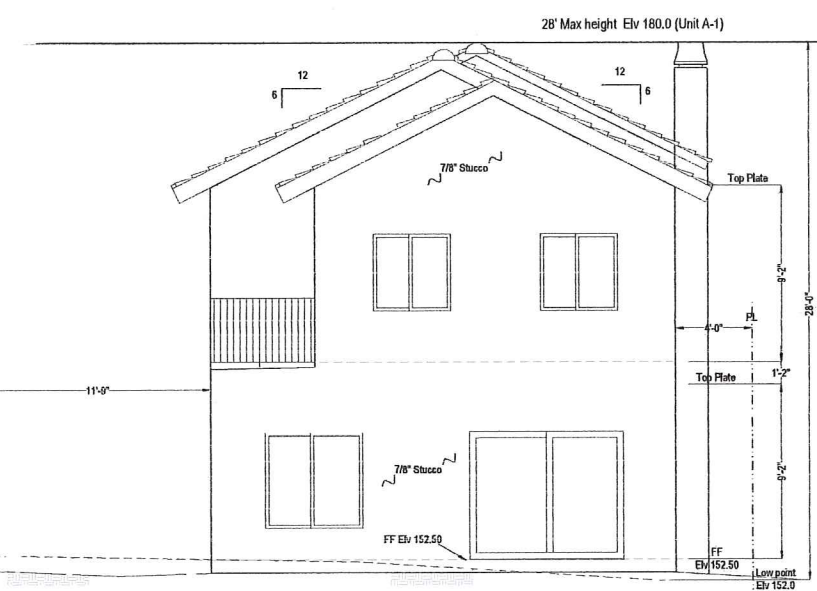 28' Max height Elv 180.0 (Unit A-1)
12
6
12
6
7/8" Stucco
Top Plate
9'-2"
28'-0"
PL
4'-0"
1'-2"
Top Plate
11'-9"
9'-2"
7/8" Stucco
FF Elv 152.50
FF
Elv 152.50
Low point
Elv 152.0